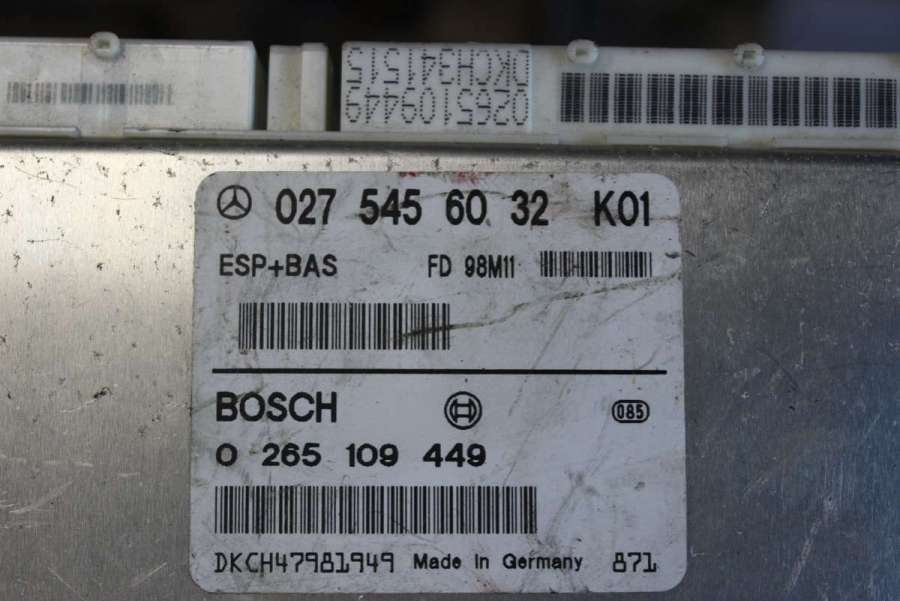 0265109449
DKCH341515
027 545 60 32 K01
ESP+BAS FD 98M11
BOSCH 085
0 265 109 449
DKCH47981949 Made in Germany 871